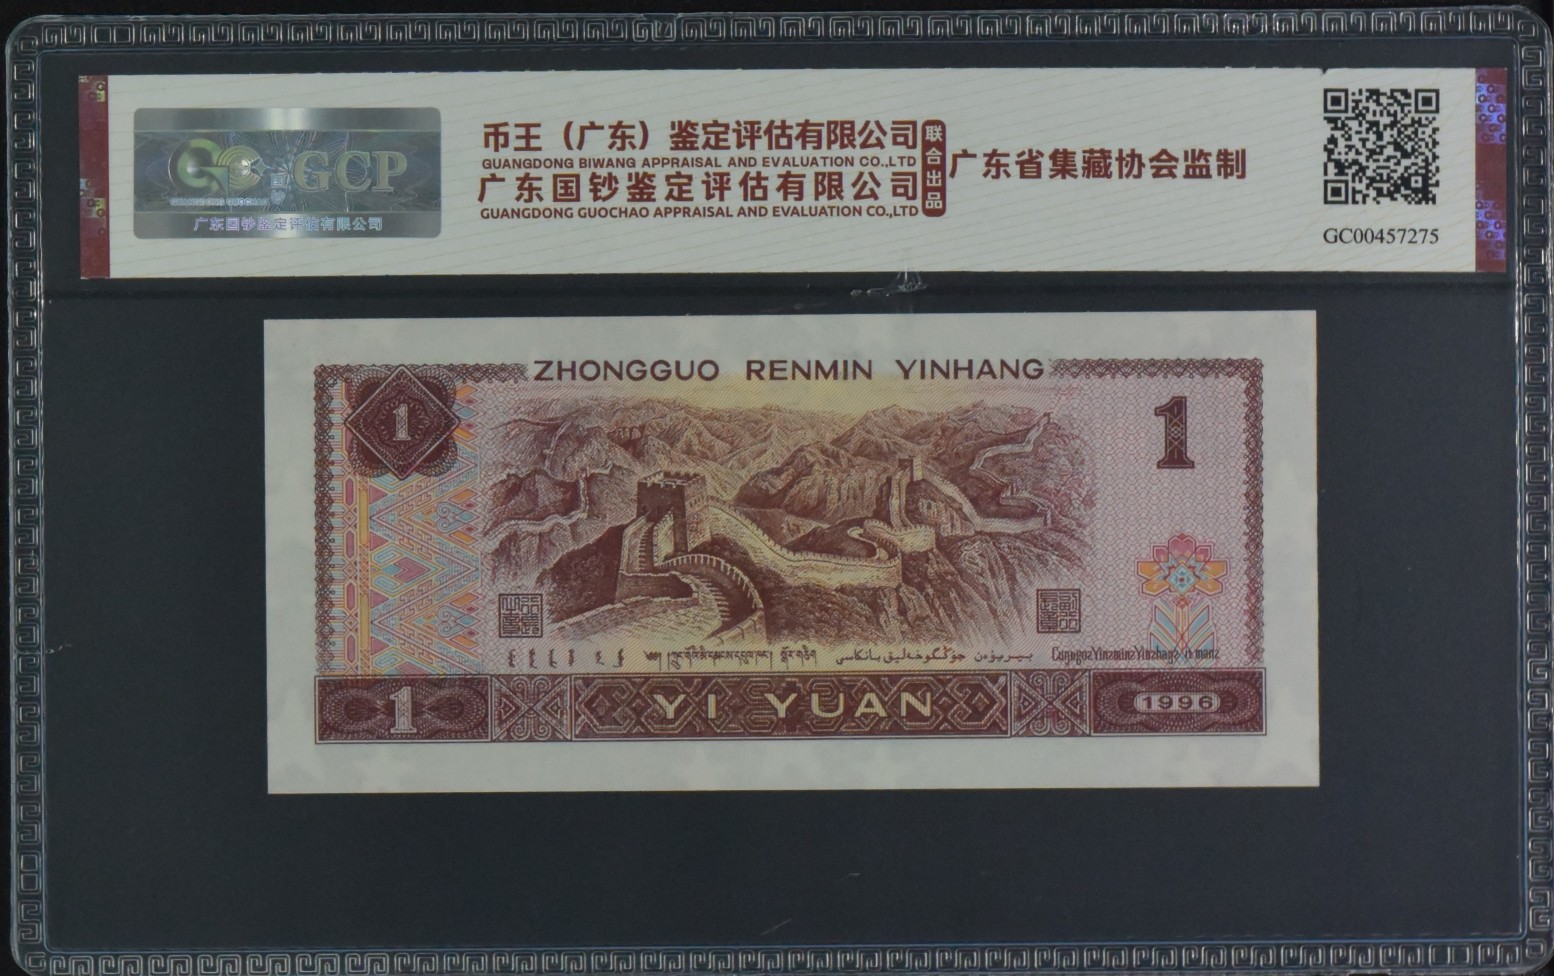 GCP
广东国钞鉴定评估有限公司
币王（广东）鉴定评估有限公司
GUANGDONG BIWANG APPRAISAL AND EVALUATION CO.,LTD
广东国钞鉴定评估有限公司
GUANGDONG GUOCHAO APPRAISAL AND EVALUATION CO.,LTD
联合出品
广东省集藏协会监制
GC00457275
ZHONGGUO RENMIN YINHANG
1
1
1
YI YUAN
1996